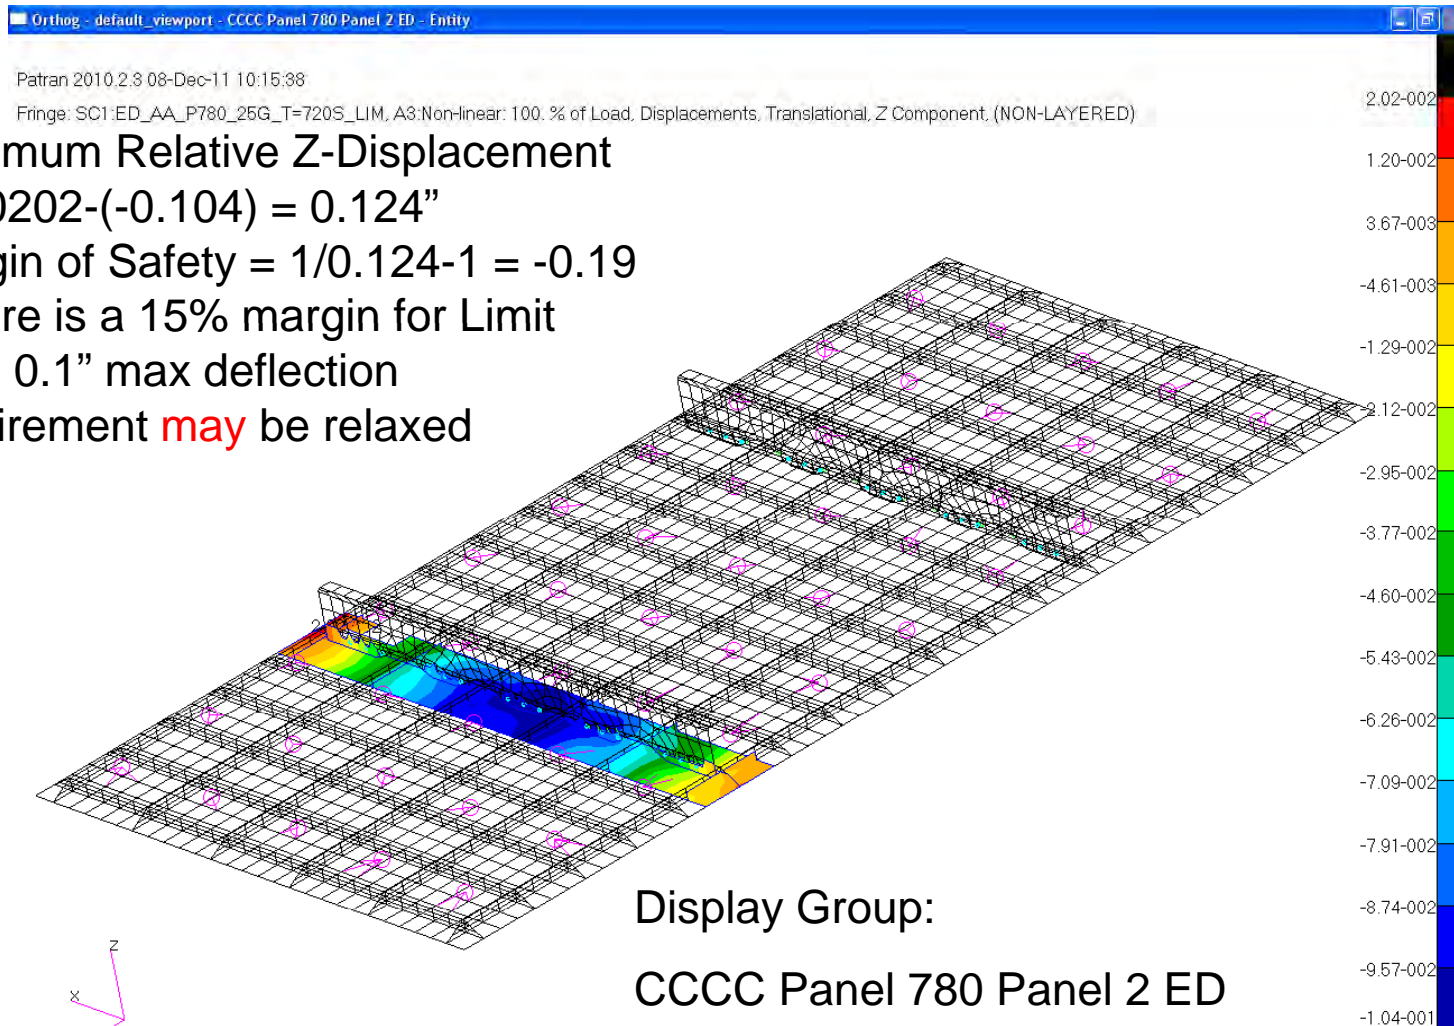 Orthog - default_viewport - CCCC Panel 780 Panel 2 ED - Entity
Patran 2010.2.3 08-Dec-11 10:15:38
Fringe: SC1:ED_AA_P780_25G_T=720S_LIM, A3:Non-linear: 100. % of Load, Displacements, Translational, Z Component, (NON-LAYERED)
mum Relative Z-Displacement
0202-(-0.104) = 0.124”
gin of Safety = 1/0.124-1 = -0.19
re is a 15% margin for Limit
0.1” max deflection
irement may be relaxed
2.02-002
1.20-002
3.67-003
-4.61-003
-1.29-002
-2.12-002
-2.95-002
-3.77-002
-4.60-002
-5.43-002
-6.26-002
-7.09-002
-7.91-002
-8.74-002
-9.57-002
-1.04-001
Display Group:
CCCC Panel 780 Panel 2 ED
Z
X